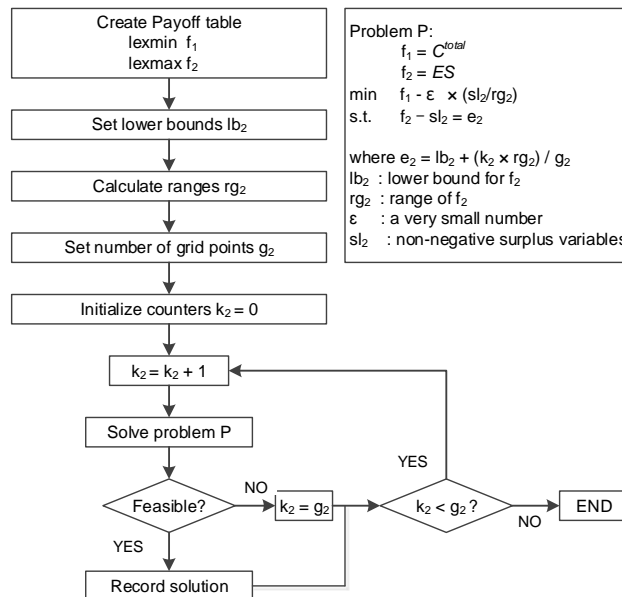 Create Payoff table
lexmin f₁
lexmax f₂
Set lower bounds lb₂
Calculate ranges rg₂
Set number of grid points g₂
Initialize counters k₂ = 0
k₂ = k₂ + 1
Solve problem P
Feasible?
NO
k₂ = g₂
YES
Record solution
k₂ < g₂ ?
YES
NO
END
Problem P:
f₁ = C^total
f₂ = ES
min f₁ - ε × (sl₂/rg₂)
s.t. f₂ – sl₂ = e₂
where e₂ = lb₂ + (k₂ × rg₂) / g₂
lb₂ : lower bound for f₂
rg₂ : range of f₂
ε : a very small number
sl₂ : non-negative surplus variables